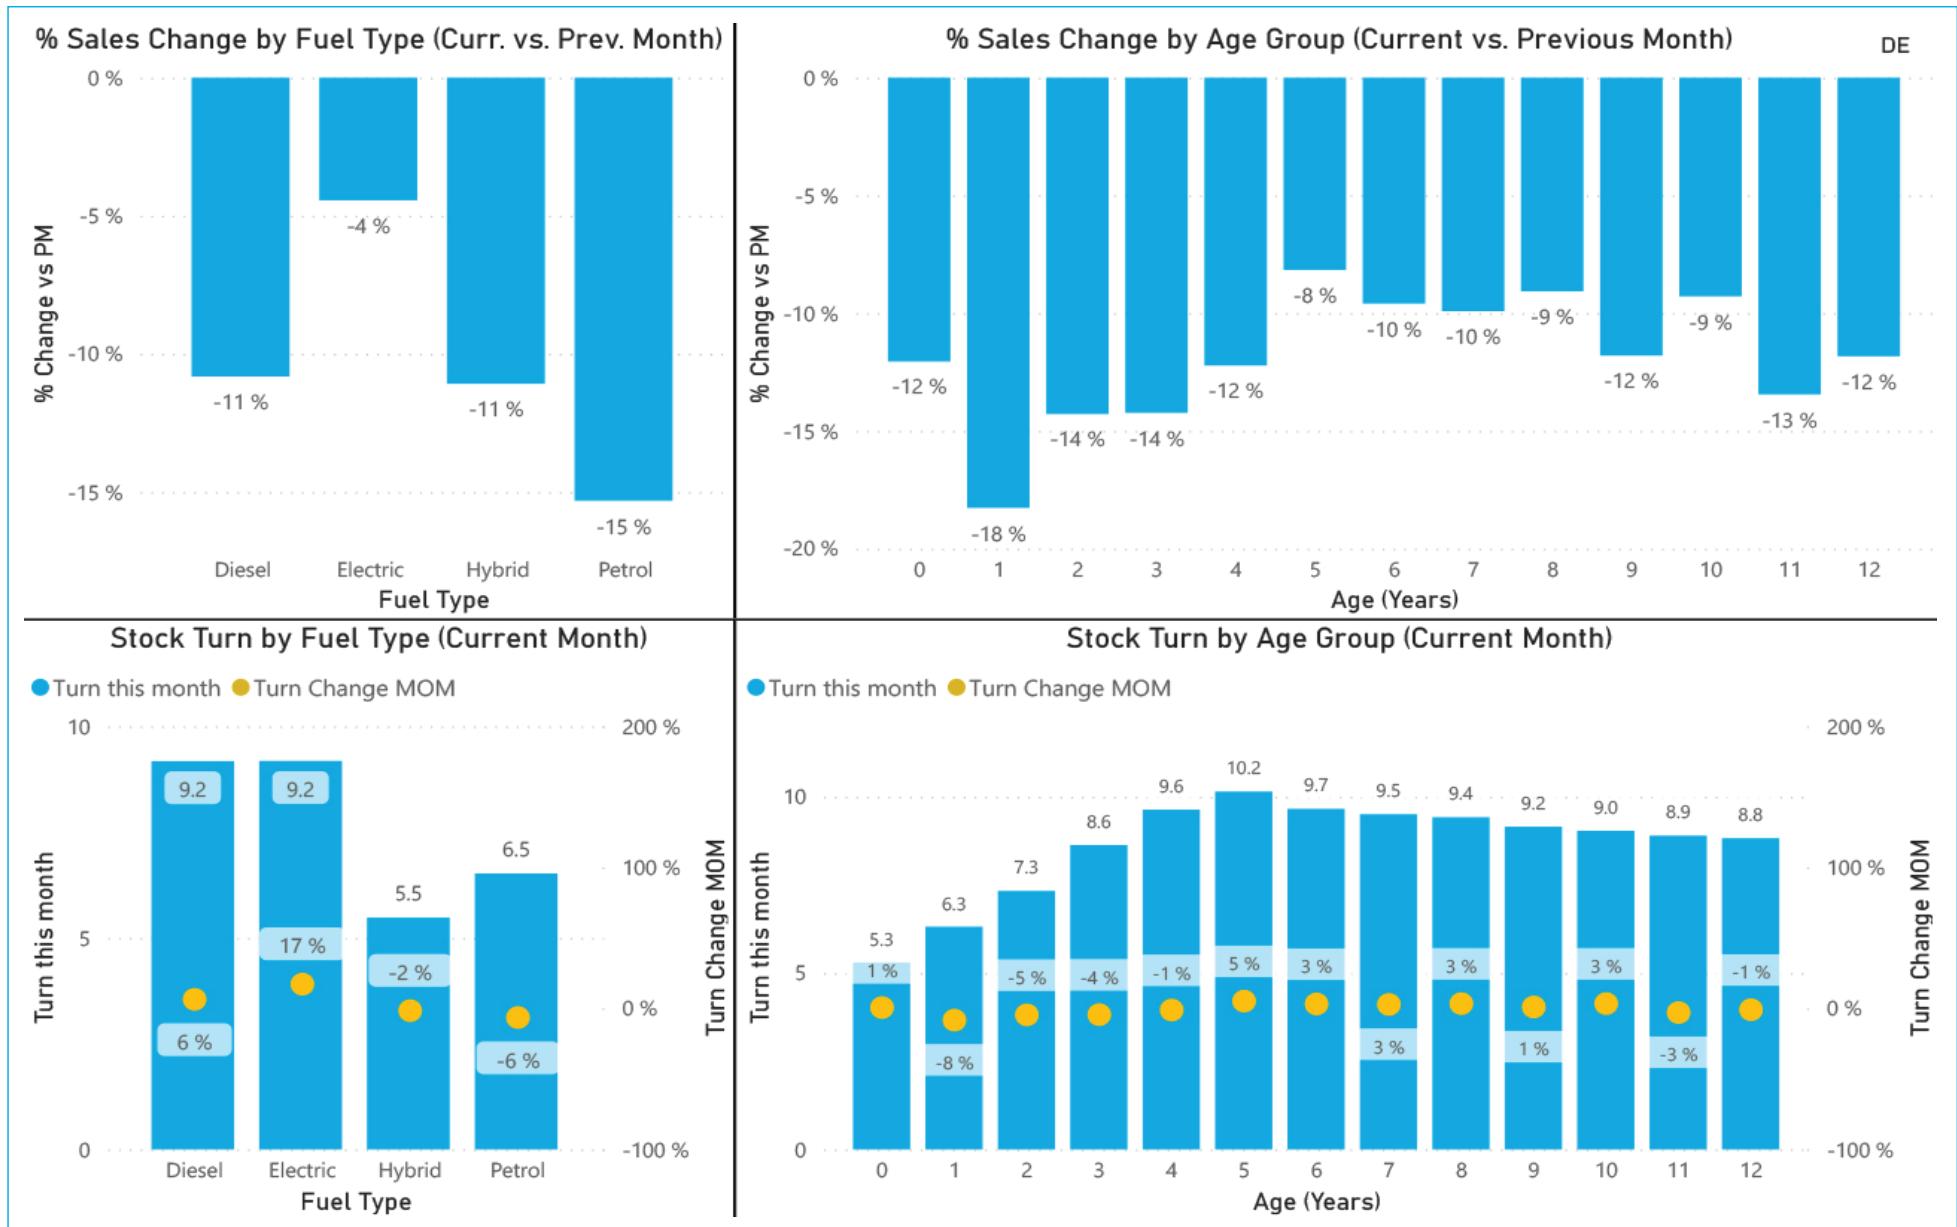 % Sales Change by Fuel Type (Curr. vs. Prev. Month)
0 %
-5 %
-10 %
-15 %
% Change vs PM
-11 %
-4 %
-11 %
-15 %
Diesel Electric Hybrid Petrol
Fuel Type
% Sales Change by Age Group (Current vs. Previous Month)
DE
0 %
-5 %
-10 %
-15 %
-20 %
% Change vs PM
-12 %
-18 %
-14 %
-14 %
-12 %
-8 %
-10 %
-10 %
-9 %
-12 %
-9 %
-13 %
-12 %
0 1 2 3 4 5 6 7 8 9 10 11 12
Age (Years)
Stock Turn by Fuel Type (Current Month)
Turn this month Turn Change MOM
10
5
0
Turn this month
200 %
100 %
0 %
-100 %
Turn Change MOM
9.2 9.2 5.5 6.5
6 % 17 % -2 % -6 %
Diesel Electric Hybrid Petrol
Fuel Type
Stock Turn by Age Group (Current Month)
Turn this month Turn Change MOM
10
5
0
Turn this month
200 %
100 %
0 %
-100 %
Turn Change MOM
5.3 6.3 7.3 8.6 9.6 10.2 9.7 9.5 9.4 9.2 9.0 8.9 8.8
1 % -8 % -5 % -4 % -1 % 5 % 3 % 3 % 3 % 1 % 3 % -3 % -1 %
0 1 2 3 4 5 6 7 8 9 10 11 12
Age (Years)